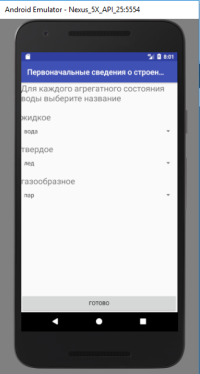 Android Emulator - Nexus_5X_API_25:5554
8:01
Первоначальные сведения о строен...
Для каждого агрегатного состояния
воды выберите название
жидкое
вода
твердое
лед
газообразное
пар
ГОТОВО